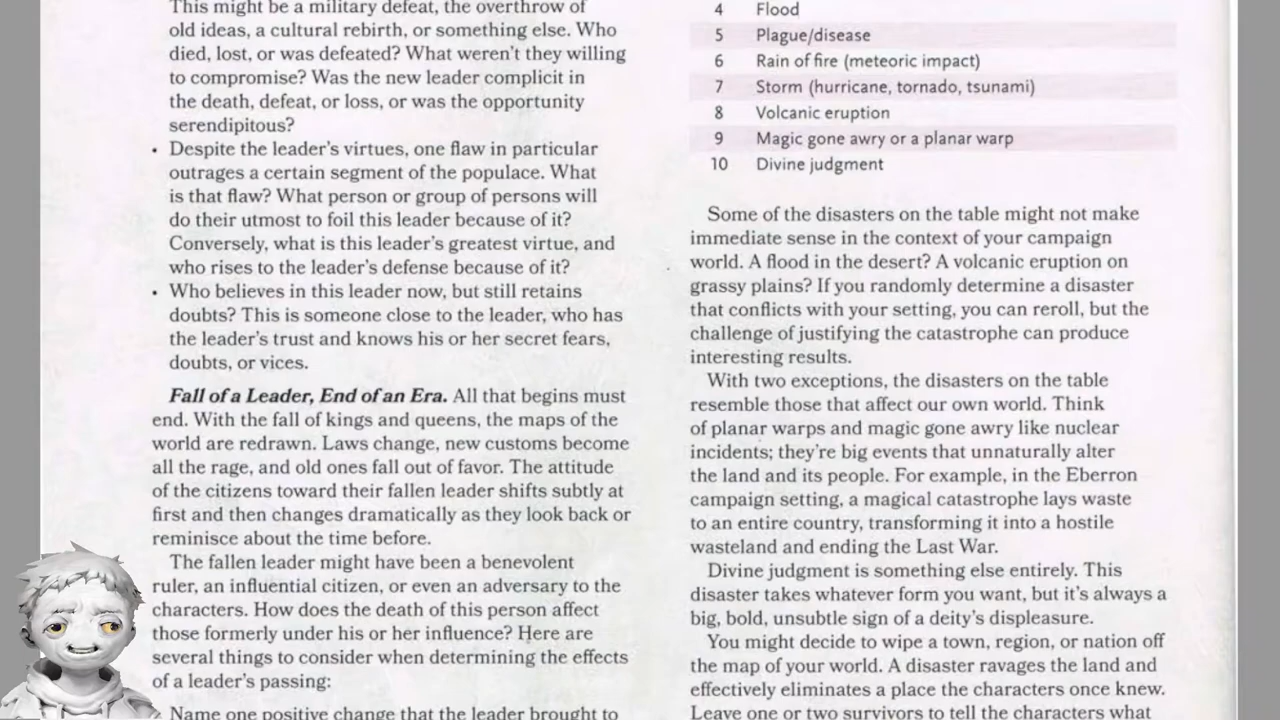 This might be a military defeat, the overthrow of
old ideas, a cultural rebirth, or something else. Who
died, lost, or was defeated? What weren't they willing
to compromise? Was the new leader complicit in
the death, defeat, or loss, or was the opportunity
serendipitous?
• Despite the leader's virtues, one flaw in particular
outrages a certain segment of the populace. What
is that flaw? What person or group of persons will
do their utmost to foil this leader because of it?
Conversely, what is this leader's greatest virtue, and
who rises to the leader's defense because of it?
• Who believes in this leader now, but still retains
doubts? This is someone close to the leader, who has
the leader's trust and knows his or her secret fears,
doubts, or vices.
Fall of a Leader, End of an Era. All that begins must
end. With the fall of kings and queens, the maps of the
world are redrawn. Laws change, new customs become
all the rage, and old ones fall out of favor. The attitude
of the citizens toward their fallen leader shifts subtly at
first and then changes dramatically as they look back or
reminisce about the time before.
The fallen leader might have been a benevolent
ruler, an influential citizen, or even an adversary to the
characters. How does the death of this person affect
those formerly under his or her influence? Here are
several things to consider when determining the effects
of a leader's passing:
Name one positive change that the leader brought to
4 Flood
5 Plague/disease
6 Rain of fire (meteoric impact)
7 Storm (hurricane, tornado, tsunami)
8 Volcanic eruption
9 Magic gone awry or a planar warp
10 Divine judgment
Some of the disasters on the table might not make
immediate sense in the context of your campaign
world. A flood in the desert? A volcanic eruption on
grassy plains? If you randomly determine a disaster
that conflicts with your setting, you can reroll, but the
challenge of justifying the catastrophe can produce
interesting results.
With two exceptions, the disasters on the table
resemble those that affect our own world. Think
of planar warps and magic gone awry like nuclear
incidents; they're big events that unnaturally alter
the land and its people. For example, in the Eberron
campaign setting, a magical catastrophe lays waste
to an entire country, transforming it into a hostile
wasteland and ending the Last War.
Divine judgment is something else entirely. This
disaster takes whatever form you want, but it's always a
big, bold, unsubtle sign of a deity's displeasure.
You might decide to wipe a town, region, or nation off
the map of your world. A disaster ravages the land and
effectively eliminates a place the characters once knew.
Leave one or two survivors to tell the characters what